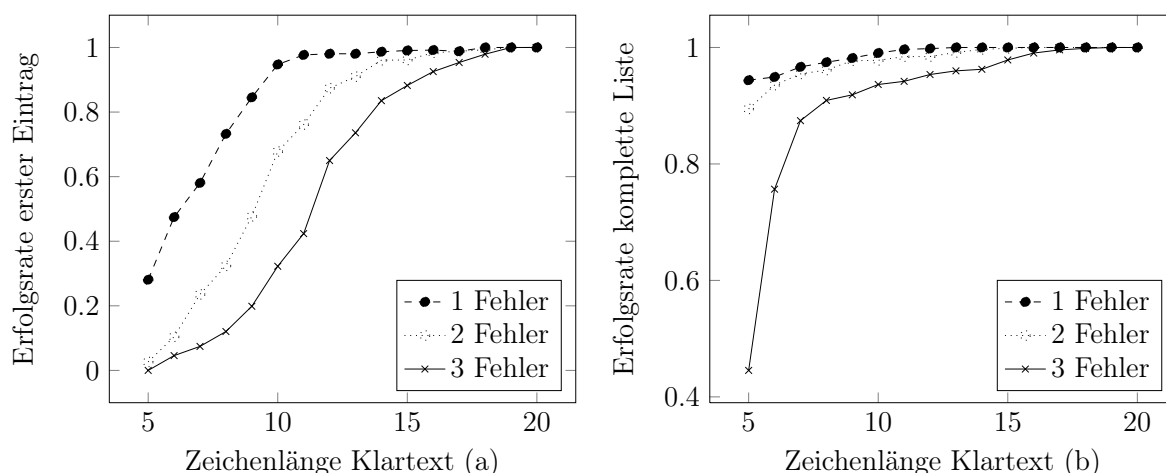 Erfolgsrate erster Eintrag
1
0.8
0.6
0.4
0.2
0
5
10
15
20
1 Fehler
2 Fehler
3 Fehler
Zeichenlänge Klartext (a)
Erfolgsrate komplette Liste
1
0.8
0.6
0.4
5
10
15
20
1 Fehler
2 Fehler
3 Fehler
Zeichenlänge Klartext (b)